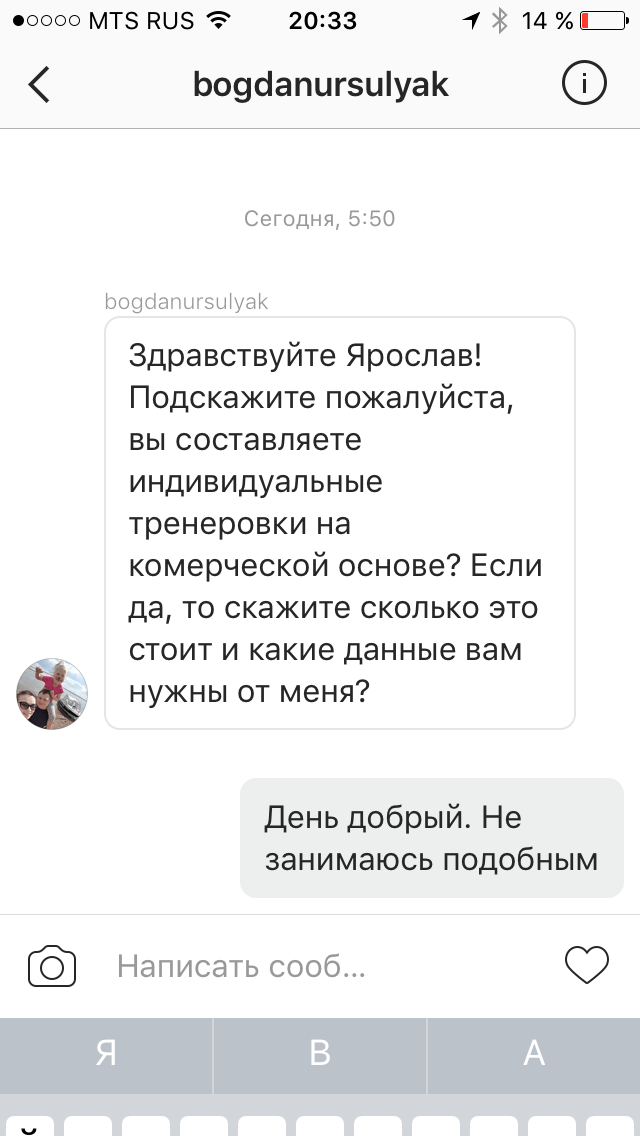 MTS RUS 20:33 14 %
bogdanursulyak
Сегодня, 5:50
bogdanursulyak
Здравствуйте Ярослав!
Подскажите пожалуйста,
вы составляете
индивидуальные
тренеровки на
комерческой основе? Если
да, то скажите сколько это
стоит и какие данные вам
нужны от меня?
День добрый. Не
занимаюсь подобным
Написать сооб...
Я В А